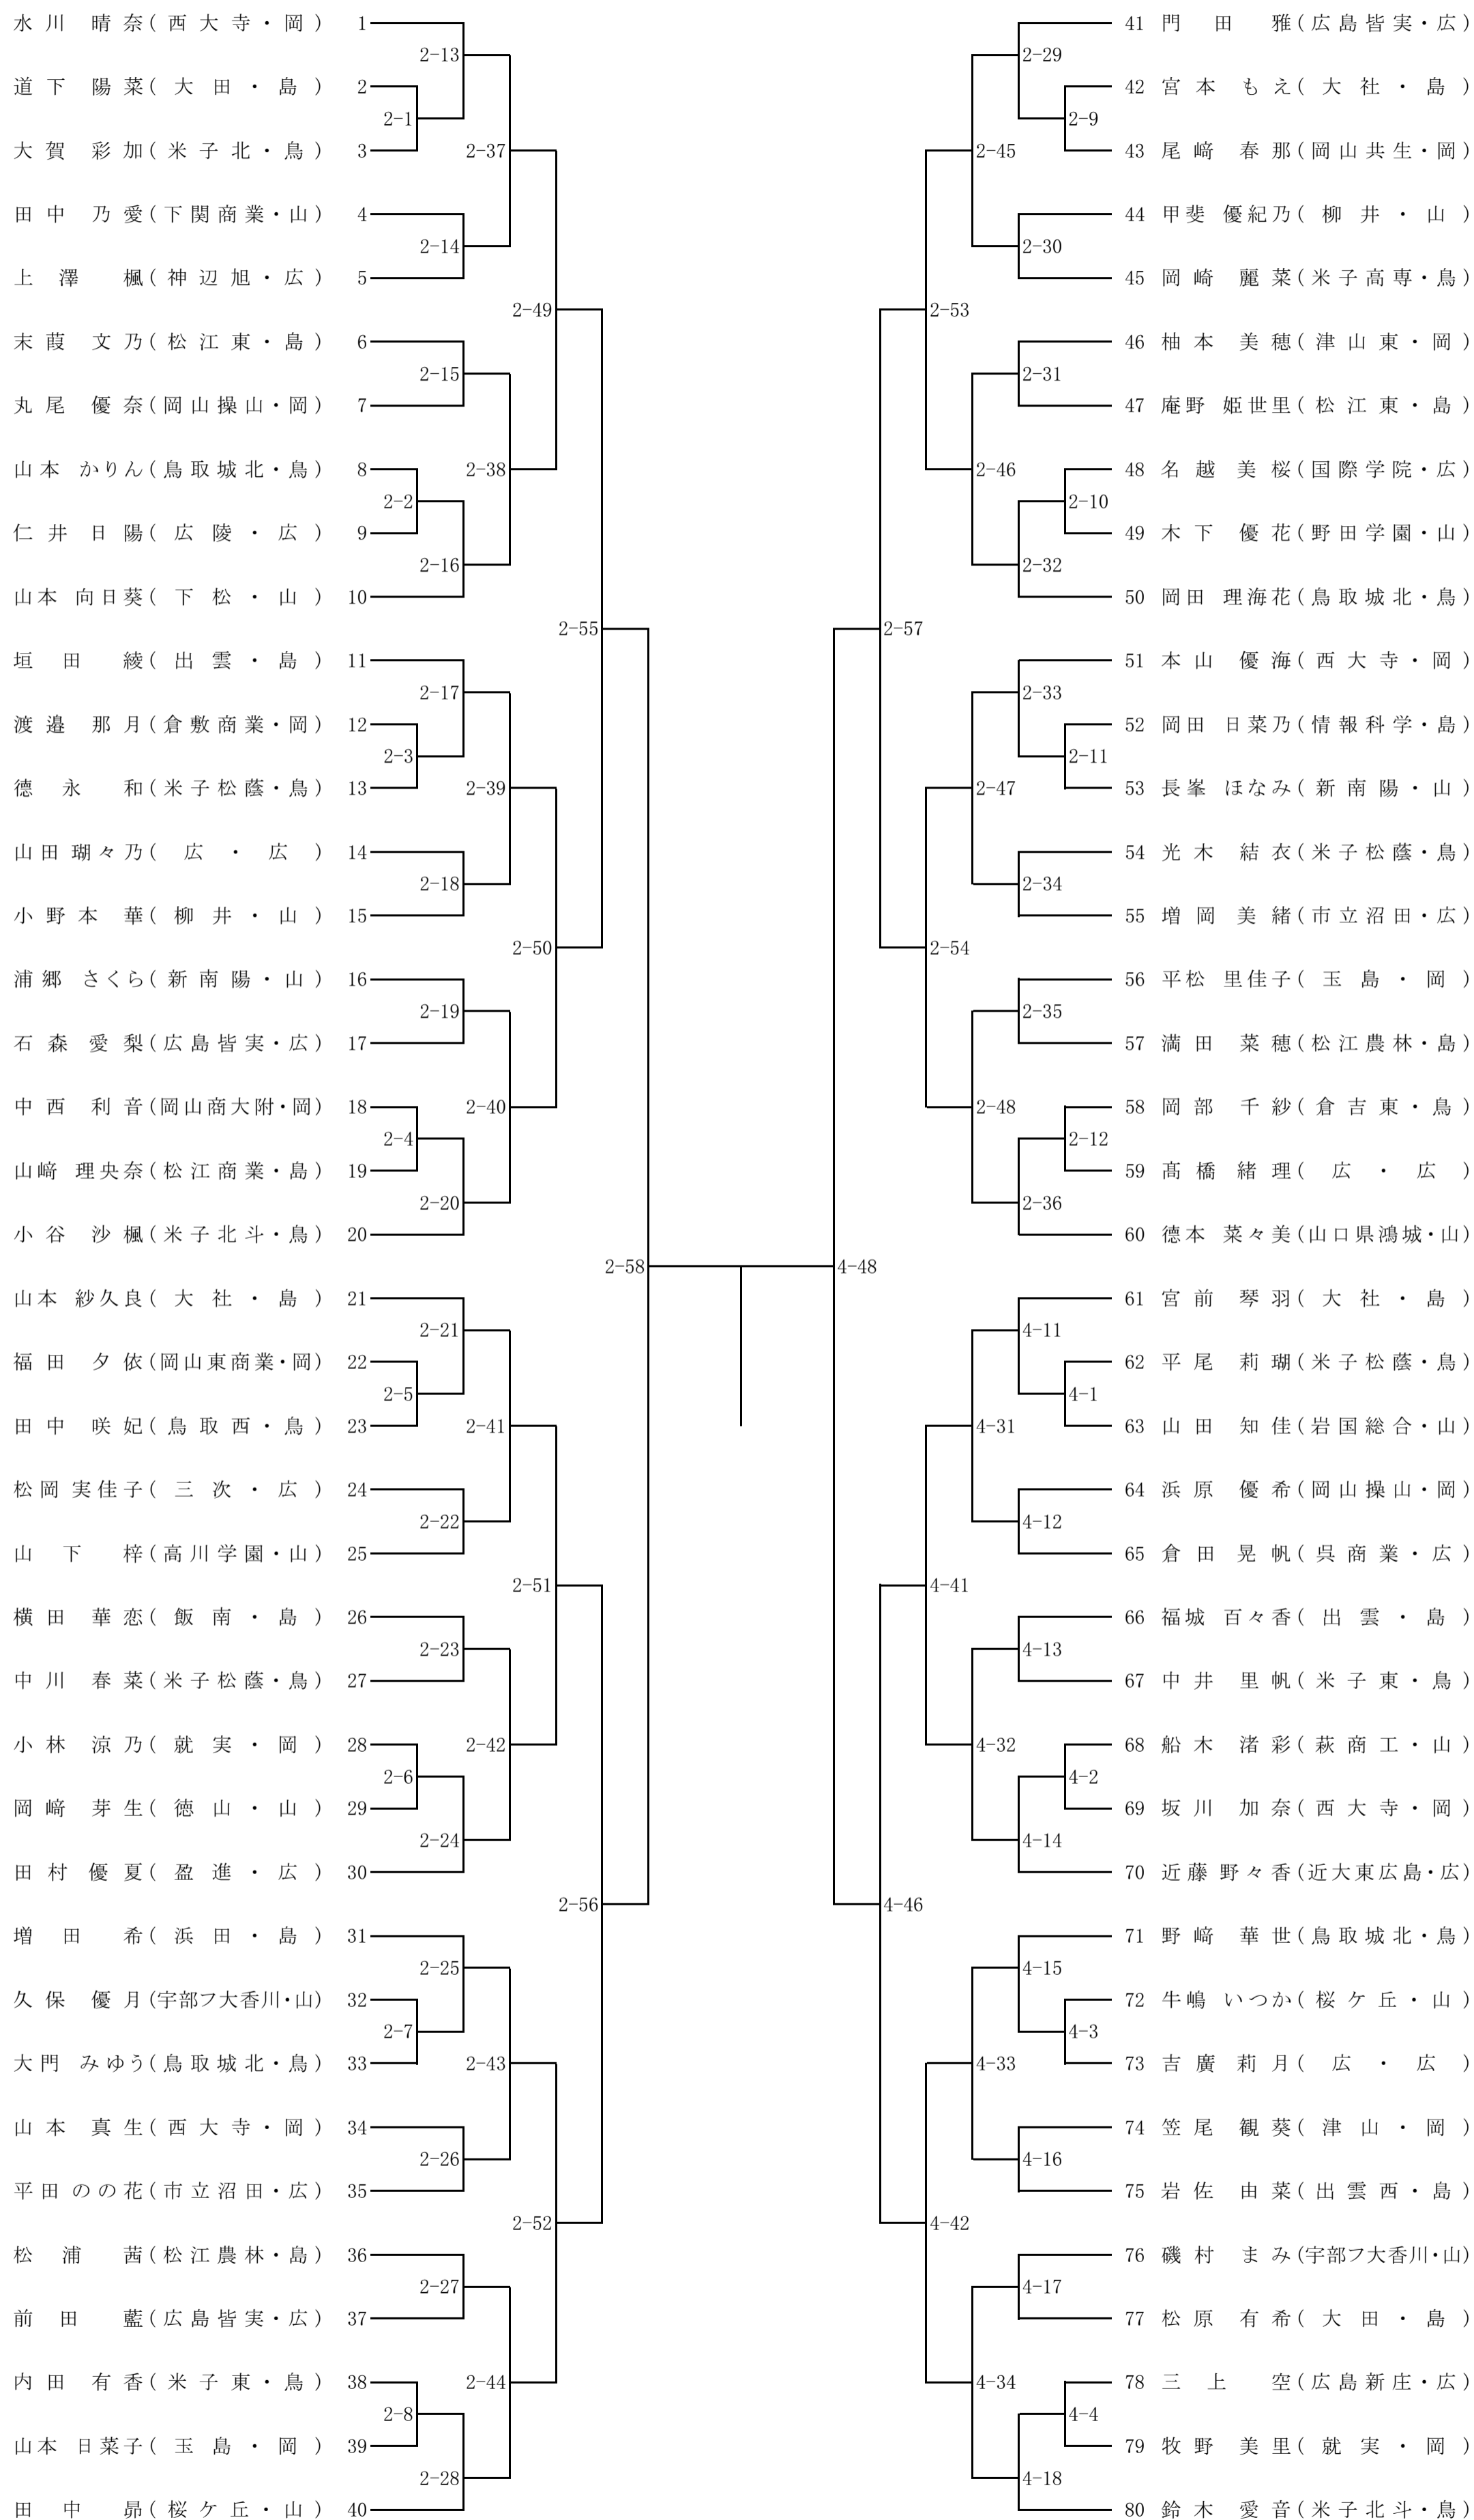 水川 晴奈(西大寺・岡) 1
2-13
道下 陽菜(大田・島) 2
2-1
大賀 彩加(米子北・鳥) 3
2-37
田中 乃愛(下関商業・山) 4
2-14
上澤 楓(神辺旭・広) 5
2-49
末葭 文乃(松江東・島) 6
2-15
丸尾 優奈(岡山操山・岡) 7
山本 かりん(鳥取城北・鳥) 8
2-38
2-2
仁井 日陽(広陵・広) 9
2-16
山本 向日葵(下松・山) 10
2-55
垣田 綾(出雲・島) 11
2-17
渡邉 那月(倉敷商業・岡) 12
2-3
德永 和(米子松蔭・鳥) 13
2-39
山田 瑚々乃(広・広) 14
2-18
小野本 華(柳井・山) 15
2-50
浦郷 さくら(新南陽・山) 16
2-19
石森 愛梨(広島皆実・広) 17
中西 利音(岡山商大附・岡) 18
2-40
2-4
山﨑 理央奈(松江商業・島) 19
2-20
小谷 沙楓(米子北斗・鳥) 20
2-58
山本 紗久良(大社・島) 21
2-21
福田 夕依(岡山東商業・岡) 22
2-5
田中 咲妃(鳥取西・鳥) 23
2-41
松岡 実佳子(三次・広) 24
2-22
山下 梓(高川学園・山) 25
2-51
横田 華恋(飯南・島) 26
2-23
中川 春菜(米子松蔭・鳥) 27
小林 涼乃(就実・岡) 28
2-42
2-6
岡﨑 芽生(徳山・山) 29
2-24
田村 優夏(盈進・広) 30
2-56
増田 希(浜田・島) 31
2-25
久保 優月(宇部フ大香川・山) 32
2-7
大門 みゆう(鳥取城北・鳥) 33
2-43
山本 真生(西大寺・岡) 34
2-26
平田 のの花(市立沼田・広) 35
2-52
松浦 茜(松江農林・島) 36
2-27
前田 藍(広島皆実・広) 37
内田 有香(米子東・鳥) 38
2-44
2-8
山本 日菜子(玉島・岡) 39
2-28
田中 昴(桜ケ丘・山) 40
41 門田 雅(広島皆実・広)
2-29
42 宮本 もえ(大社・島)
2-9
43 尾﨑 春那(岡山共生・岡)
2-45
44 甲斐 優紀乃(柳井・山)
2-30
45 岡崎 麗菜(米子高専・鳥)
2-53
46 柚本 美穂(津山東・岡)
2-31
47 庵野 姫世里(松江東・島)
48 名越 美桜(国際学院・広)
2-46
2-10
49 木下 優花(野田学園・山)
2-32
50 岡田 理海花(鳥取城北・鳥)
2-57
51 本山 優海(西大寺・岡)
2-33
52 岡田 日菜乃(情報科学・島)
2-11
53 長峯 ほなみ(新南陽・山)
2-47
54 光木 結衣(米子松蔭・鳥)
2-34
55 増岡 美緒(市立沼田・広)
2-54
56 平松 里佳子(玉島・岡)
2-35
57 満田 菜穂(松江農林・島)
58 岡部 千紗(倉吉東・鳥)
2-48
2-12
59 髙橋 緒理(広・広)
2-36
60 德本 菜々美(山口県鴻城・山)
4-48
61 宮前 琴羽(大社・島)
4-11
62 平尾 莉瑚(米子松蔭・鳥)
4-1
63 山田 知佳(岩国総合・山)
4-31
64 浜原 優希(岡山操山・岡)
4-12
65 倉田 晃帆(呉商業・広)
4-41
66 福城 百々香(出雲・島)
4-13
67 中井 里帆(米子東・鳥)
68 船木 渚彩(萩商工・山)
4-32
4-2
69 坂川 加奈(西大寺・岡)
4-14
70 近藤 野々香(近大東広島・広)
4-46
71 野﨑 華世(鳥取城北・鳥)
4-15
72 牛嶋 いつか(桜ケ丘・山)
4-3
73 吉廣 莉月(広・広)
4-33
74 笠尾 観葵(津山・岡)
4-16
75 岩佐 由菜(出雲西・島)
4-42
76 磯村 まみ(宇部フ大香川・山)
4-17
77 松原 有希(大田・島)
78 三上 空(広島新庄・広)
4-34
4-4
79 牧野 美里(就実・岡)
4-18
80 鈴木 愛音(米子北斗・鳥)